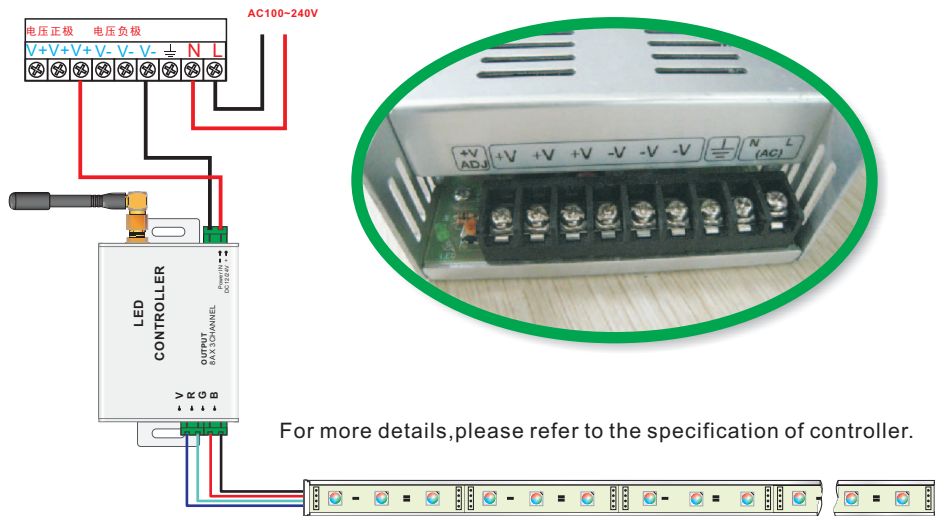 AC100~240V
电压正极 电压负极
V+V+V+ V- V- V- N L
+V ADJ +V +V +V -V -V -V N L
(AC)
Power IN - +
DC12/24V
LED
CONTROLLER
OUTPUT
8A X 3CHANNEL
V
R
G
B
For more details,please refer to the specification of controller.